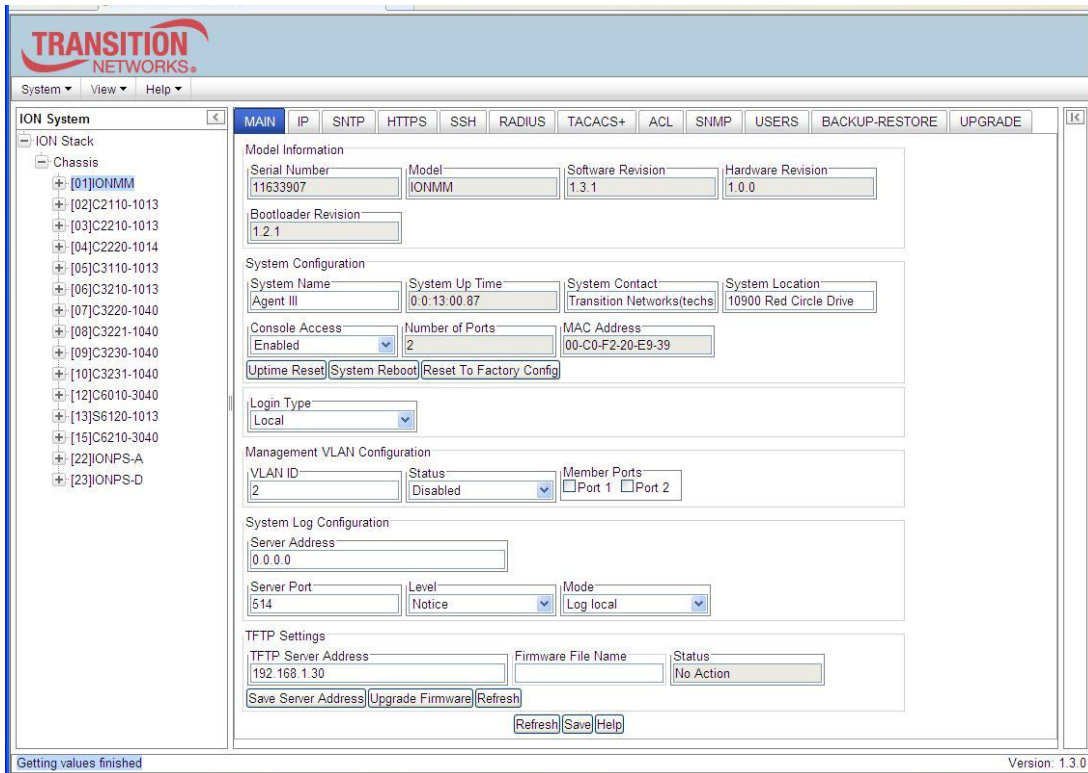 TRANSITION
NETWORKS®
System View Help
ION System
ION Stack
Chassis
[01]IONMM
[02]C2110-1013
[03]C2210-1013
[04]C2220-1014
[05]C3110-1013
[06]C3210-1013
[07]C3220-1040
[08]C3221-1040
[09]C3230-1040
[10]C3231-1040
[12]C6010-3040
[13]S6120-1013
[15]C6210-3040
[22]IONPS-A
[23]IONPS-D
MAIN IP SNTP HTTPS SSH RADIUS TACACS+ ACL SNMP USERS BACKUP-RESTORE UPGRADE
Model Information
Serial Number Model Software Revision Hardware Revision
11633907 IONMM 1.3.1 1.0.0
Bootloader Revision
1.2.1
System Configuration
System Name System Up Time System Contact System Location
Agent III 0:0:13:00.87 Transition Networks(techs 10900 Red Circle Drive
Console Access Number of Ports MAC Address
Enabled 2 00-C0-F2-20-E9-39
Uptime Reset System Reboot Reset To Factory Config
Login Type
Local
Management VLAN Configuration
VLAN ID Status Member Ports
2 Disabled Port 1 Port 2
System Log Configuration
Server Address
0.0.0.0
Server Port Level Mode
514 Notice Log local
TFTP Settings
TFTP Server Address Firmware File Name Status
192.168.1.30 No Action
Save Server Address Upgrade Firmware Refresh
Refresh Save Help
Getting values finished Version: 1.3.0